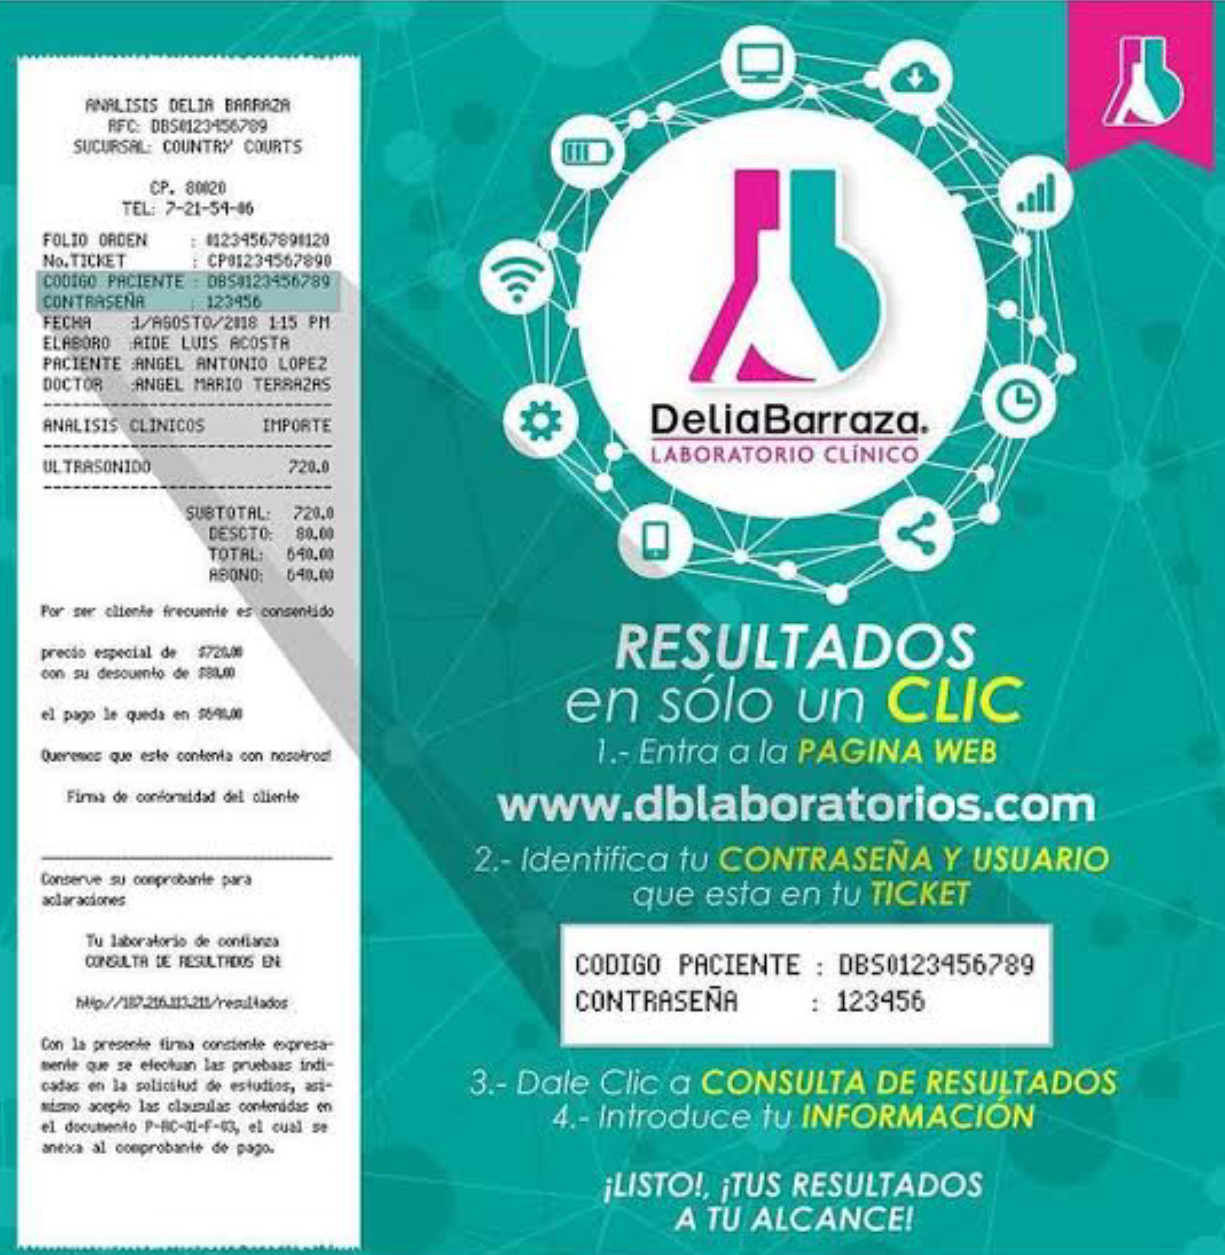 ANALISIS DELIA BARRAZA
RFC: DBS0123456789
SUCURSAL: COUNTRY COURTS
CP. 80020
TEL: 7-21-54-06
FOLIO ORDEN : 01234567890120
No.TICKET : CP01234567890
CODIGO PACIENTE : DBS0123456789
CONTRASEÑA : 123456
FECHA :1/AGOSTO/2018 1:15 PM
ELABORO :AIDE LUIS ACOSTA
PACIENTE :ANGEL ANTONIO LOPEZ
DOCTOR :ANGEL MARIO TERRAZAS
ANALISIS CLINICOS IMPORTE
ULTRASONIDO 720.0
SUBTOTAL: 720.0
DESCTO: 80.00
TOTAL: 640.00
ABONO: 640.00
Por ser cliente frecuente es consentido
precio especial de $720.00
con su descuento de $80.00
el pago le queda en $640.00
Queremos que este contenta con nosotros!
Firma de conformidad del cliente
Conserve su comprobante para
aclaraciones
Tu laboratorio de confianza
CONSULTA DE RESULTADOS EN:
http://187.216.113.211/resultados
Con la presente firma consiente expresa-
mente que se efectuan las pruebaas indi-
cadas en la solicitud de estudios, asi-
mismo acepto las clausulas contenidas en
el documento P-RC-01-F-03, el cual se
anexa al comprobante de pago.
DeliaBarraza.
LABORATORIO CLÍNICO
RESULTADOS
en sólo un CLIC
1.- Entra a la PAGINA WEB
www.dblaboratorios.com
2.- Identifica tu CONTRASEÑA Y USUARIO
que esta en tu TICKET
CODIGO PACIENTE : DBS0123456789
CONTRASEÑA : 123456
3.- Dale Clic a CONSULTA DE RESULTADOS
4.- Introduce tu INFORMACIÓN
¡LISTO!, ¡TUS RESULTADOS
A TU ALCANCE!